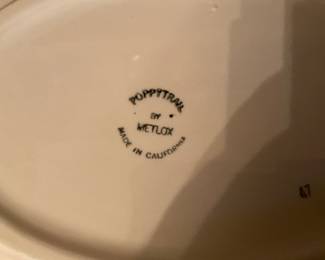 POPPYTRAIL
BY
METLOX
MADE IN CALIFORNIA
47